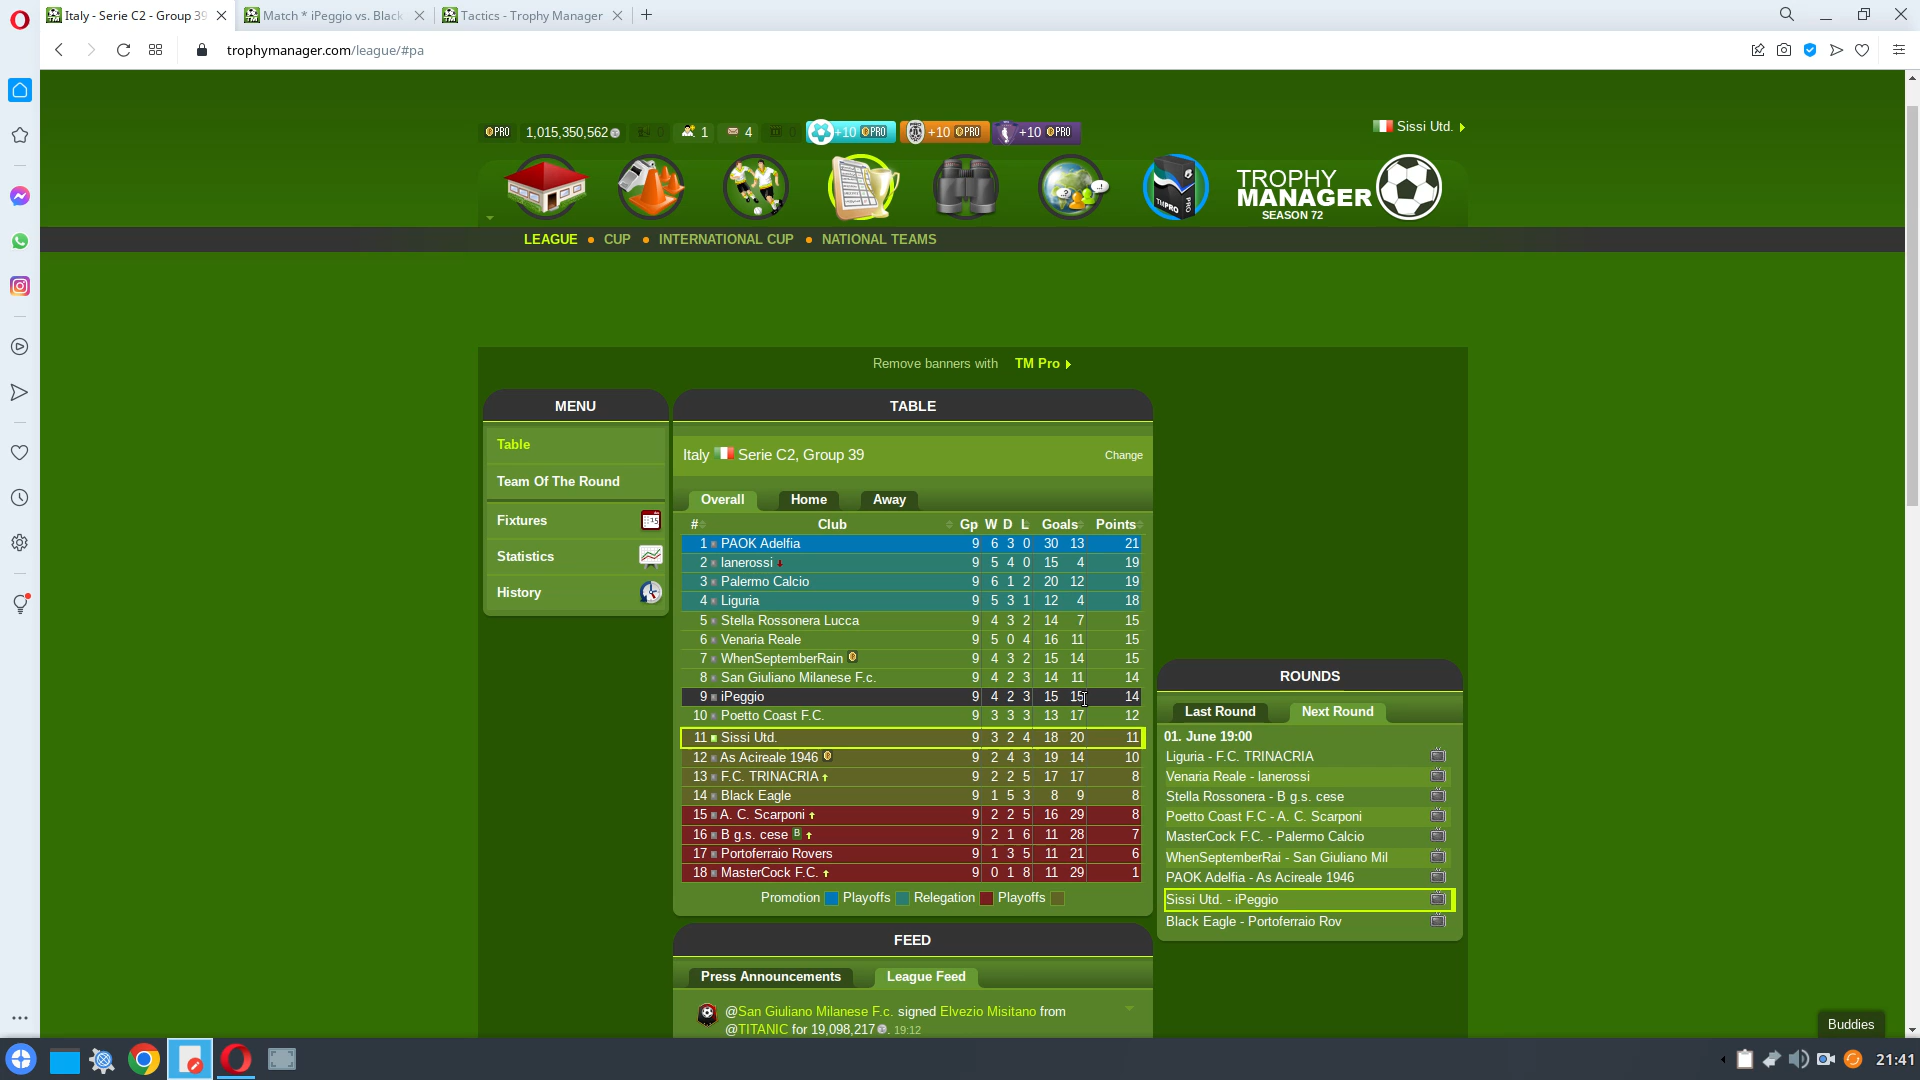 Italy - Serie C2 - Group 39
Match * iPeggio vs. Black
Tactics - Trophy Manager
trophymanager.com/league/#pa
PRO 1,015,350,562 0 1 4 0 +10 PRO +10 PRO +10 PRO
Sissi Utd.
TROPHY
MANAGER
SEASON 72
LEAGUE • CUP • INTERNATIONAL CUP • NATIONAL TEAMS
Remove banners with TM Pro
MENU
Table
Team Of The Round
Fixtures
Statistics
History
TABLE
Italy Serie C2, Group 39 Change
Overall Home Away
# Club Gp W D L Goals Points
1 PAOK Adelfia 9 6 3 0 30 13 21
2 lanerossi 9 5 4 0 15 4 19
3 Palermo Calcio 9 6 1 2 20 12 19
4 Liguria 9 5 3 1 12 4 18
5 Stella Rossonera Lucca 9 4 3 2 14 7 15
6 Venaria Reale 9 5 0 4 16 11 15
7 WhenSeptemberRain 9 4 3 2 15 14 15
8 San Giuliano Milanese F.c. 9 4 2 3 14 11 14
9 iPeggio 9 4 2 3 15 15 14
10 Poetto Coast F.C. 9 3 3 3 13 17 12
11 Sissi Utd. 9 3 2 4 18 20 11
12 As Acireale 1946 9 2 4 3 19 14 10
13 F.C. TRINACRIA 9 2 2 5 17 17 8
14 Black Eagle 9 1 5 3 8 9 8
15 A. C. Scarponi 9 2 2 5 16 29 8
16 B g.s. cese B 9 2 1 6 11 28 7
17 Portoferraio Rovers 9 1 3 5 11 21 6
18 MasterCock F.C. 9 0 1 8 11 29 1
Promotion Playoffs Relegation Playoffs
ROUNDS
Last Round Next Round
01. June 19:00
Liguria - F.C. TRINACRIA
Venaria Reale - lanerossi
Stella Rossonera - B g.s. cese
Poetto Coast F.C - A. C. Scarponi
MasterCock F.C. - Palermo Calcio
WhenSeptemberRai - San Giuliano Mil
PAOK Adelfia - As Acireale 1946
Sissi Utd. - iPeggio
Black Eagle - Portoferraio Rov
FEED
Press Announcements League Feed
@San Giuliano Milanese F.c. signed Elvezio Misitano from
@TITANIC for 19,098,217. 19:12
Buddies
21:41